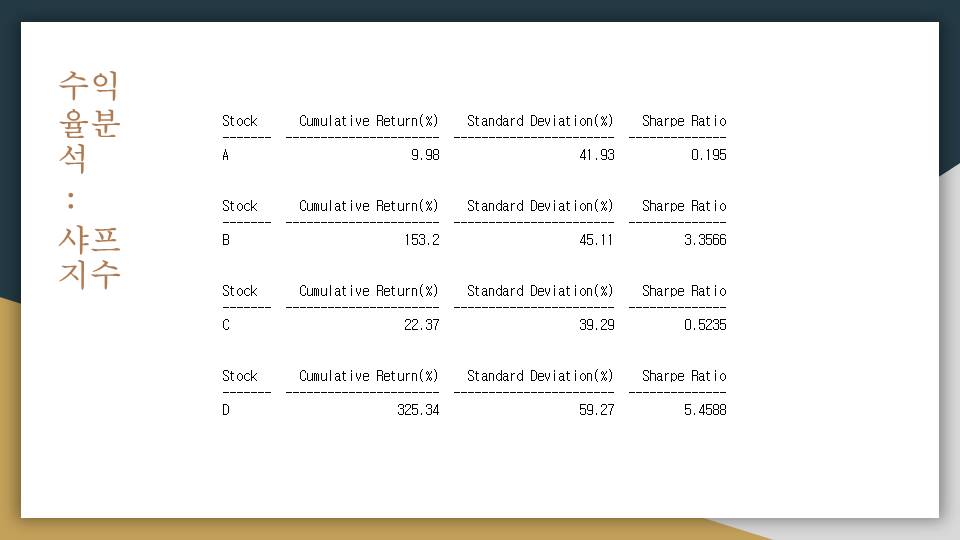 수익
율분
석
:
샤프
지수
Stock Cumulative Return(%) Standard Deviation(%) Sharpe Ratio
------- ---------------------- ----------------------- --------------
A 9.98 41.93 0.195
Stock Cumulative Return(%) Standard Deviation(%) Sharpe Ratio
------- ---------------------- ----------------------- --------------
B 153.2 45.11 3.3566
Stock Cumulative Return(%) Standard Deviation(%) Sharpe Ratio
------- ---------------------- ----------------------- --------------
C 22.37 39.29 0.5235
Stock Cumulative Return(%) Standard Deviation(%) Sharpe Ratio
------- ---------------------- ----------------------- --------------
D 325.34 59.27 5.4588